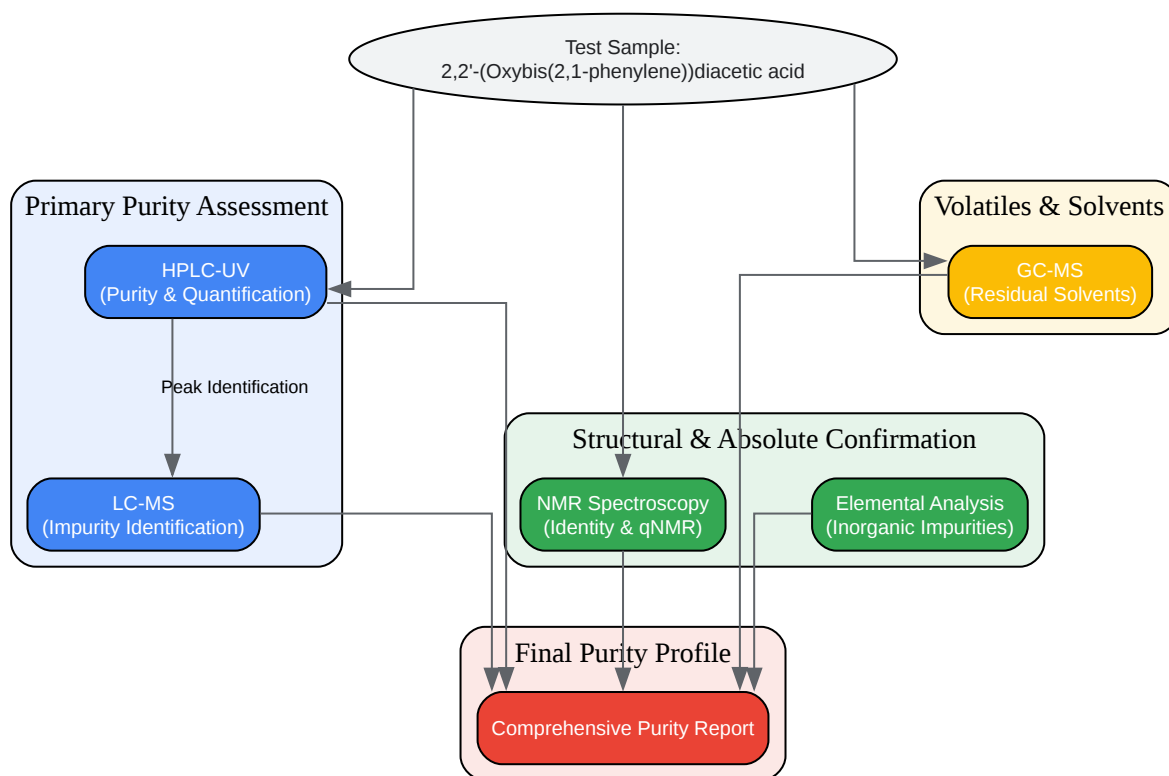 Test Sample:
2,2'-(Oxybis(2,1-phenylene))diacetic acid
Primary Purity Assessment
HPLC-UV
(Purity & Quantification)
Peak Identification
LC-MS
(Impurity Identification)
Volatiles & Solvents
GC-MS
(Residual Solvents)
Structural & Absolute Confirmation
NMR Spectroscopy
(Identity & qNMR)
Elemental Analysis
(Inorganic Impurities)
Final Purity Profile
Comprehensive Purity Report